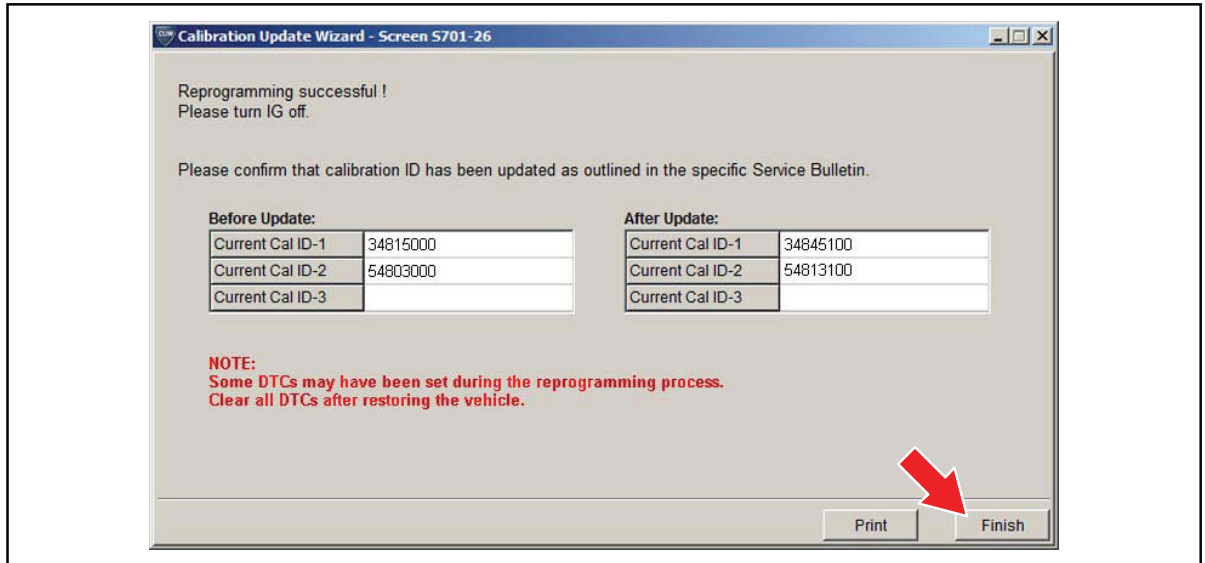 CUW Calibration Update Wizard - Screen S701-26
Reprogramming successful !
Please turn IG off.
Please confirm that calibration ID has been updated as outlined in the specific Service Bulletin.
Before Update:
Current Cal ID-1 34815000
Current Cal ID-2 54803000
Current Cal ID-3
After Update:
Current Cal ID-1 34845100
Current Cal ID-2 54813100
Current Cal ID-3
NOTE:
Some DTCs may have been set during the reprogramming process.
Clear all DTCs after restoring the vehicle.
Print Finish